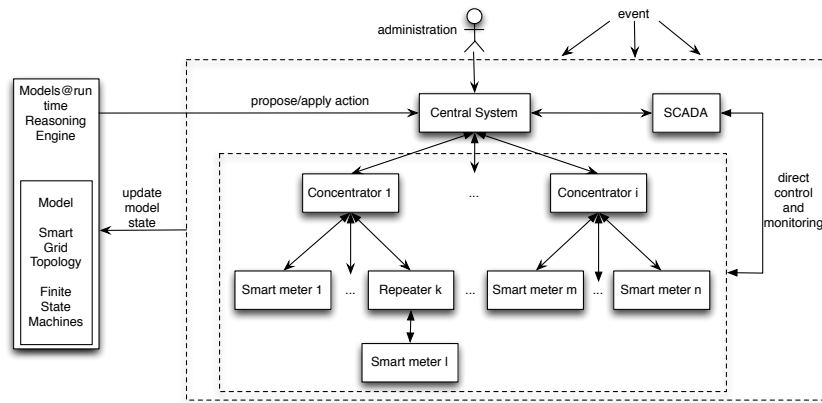 event
administration
Models@run
time
Reasoning
Engine
propose/apply action
Central System
SCADA
Model
Smart
Grid
Topology
Finite
State
Machines
update
model
state
Concentrator 1
...
Concentrator i
direct
control
and
monitoring
Smart meter 1
...
Repeater k
...
Smart meter m
...
Smart meter n
Smart meter l